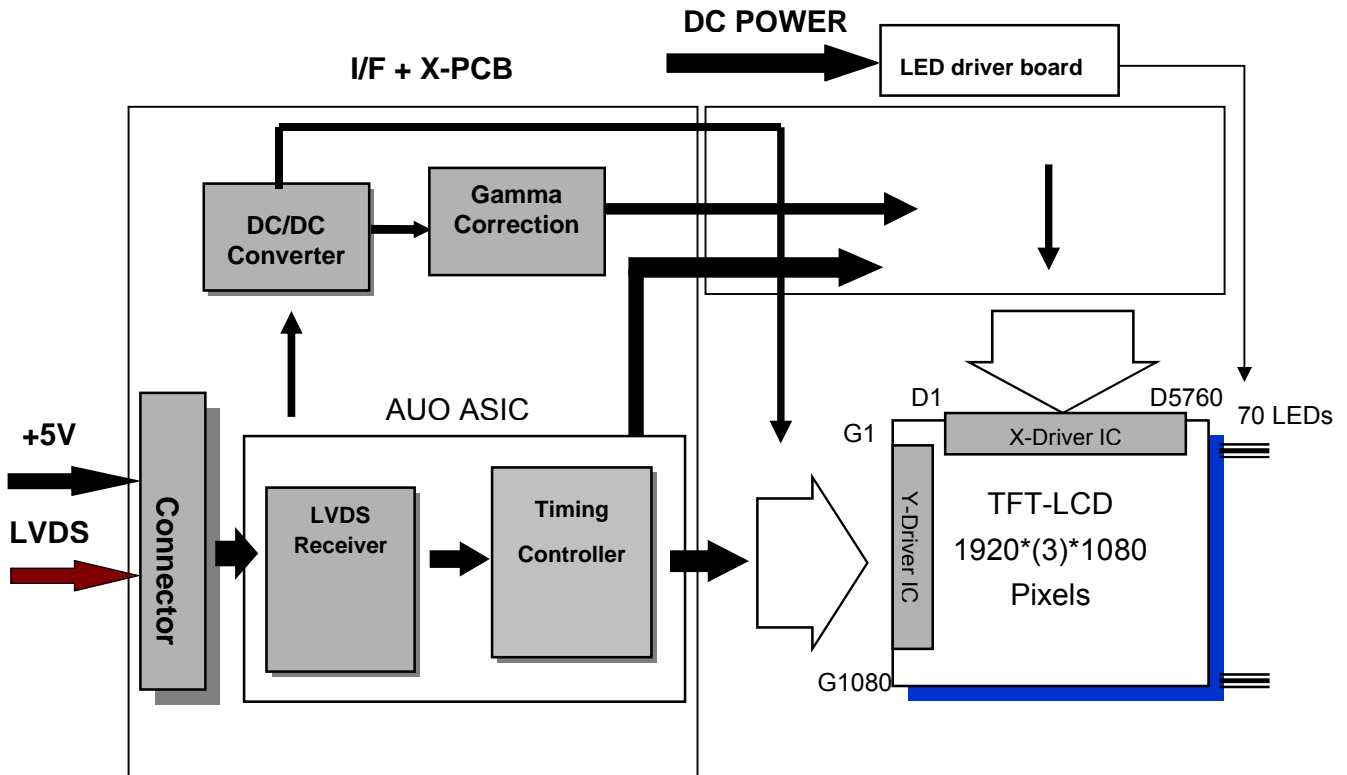 DC POWER
LED driver board
I/F + X-PCB
Gamma
Correction
DC/DC
Converter
AUO ASIC
D1
D5760
70 LEDs
+5V
G1
X-Driver IC
Connector
LVDS
Receiver
Timing
Controller
Y-Driver IC
TFT-LCD
1920*(3)*1080
Pixels
LVDS
G1080